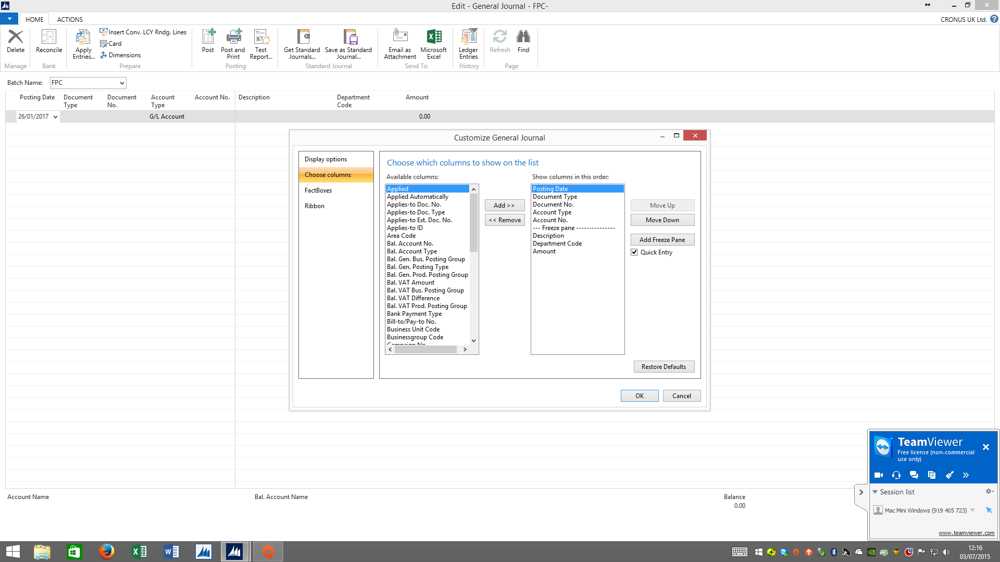 Edit - General Journal - FPC-
HOME
ACTIONS
CRONUS UK Ltd.
Delete
Manage
Reconcile
Bank
Apply
Entries...
Insert Conv. LCY Rndg. Lines
Card
Dimensions
Prepare
Post
Post and
Print
Test
Report...
Posting
Get Standard
Journals...
Save as Standard
Journal...
Standard Journal
Email as
Attachment
Microsoft
Excel
Send To
Ledger
Entries
History
Refresh
Find
Page
Batch Name:
FPC
Posting Date
Document
Type
Document
No.
Account
Type
Account No.
Description
Department
Code
Amount
26/01/2017
G/L Account
0.00
Customize General Journal
Display options
Choose columns
FactBoxes
Ribbon
Choose which columns to show on the list
Available columns:
Applied
Applied Automatically
Applies-to Doc. No.
Applies-to Doc. Type
Applies-to Ext. Doc. No.
Applies-to ID
Area Code
Bal. Account No.
Bal. Account Type
Bal. Gen. Bus. Posting Group
Bal. Gen. Posting Type
Bal. Gen. Prod. Posting Group
Bal. VAT Amount
Bal. VAT Bus. Posting Group
Bal. VAT Difference
Bal. VAT Prod. Posting Group
Bank Payment Type
Bill-to/Pay-to No.
Business Unit Code
Businessgroup Code
Campaign No.
Add >>
<< Remove
Show columns in this order:
Posting Date
Document Type
Document No.
Account Type
Account No.
--- Freeze pane ---------------
Description
Department Code
Amount
Move Up
Move Down
Add Freeze Pane
Quick Entry
Restore Defaults
OK
Cancel
Account Name
Bal. Account Name
Balance
0.00
TeamViewer
Free license (non-commercial
use only)
Session list
Mac Mini Windows (919 405 723)
www.teamviewer.com
12:16
03/07/2015